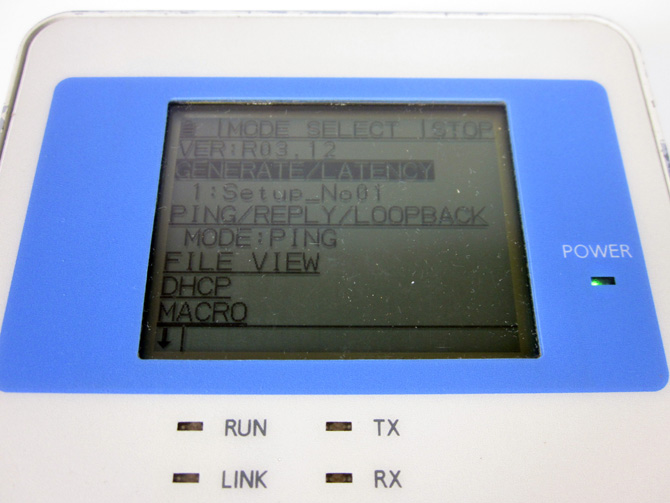 MODE SELECT STOP
VER:R03.12
GENERATE/LATENCY
1:Setup_No01
PING/REPLY/LOOPBACK
MODE:PING
FILE VIEW
DHCP
MACRO
↓
POWER
RUN TX
LINK RX